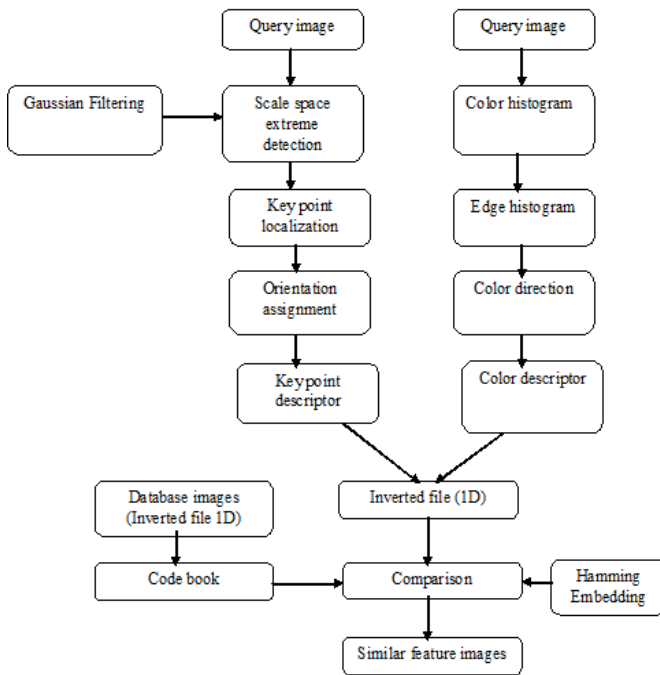 Query image
Query image
Gaussian Filtering
Scale space
extreme
detection
Color histogram
Key point
localization
Edge histogram
Orientation
assignment
Color direction
Keypoint
descriptor
Color descriptor
Database images
(Inverted file 1D)
Inverted file (1D)
Code book
Comparison
Hamming
Embedding
Similar feature images